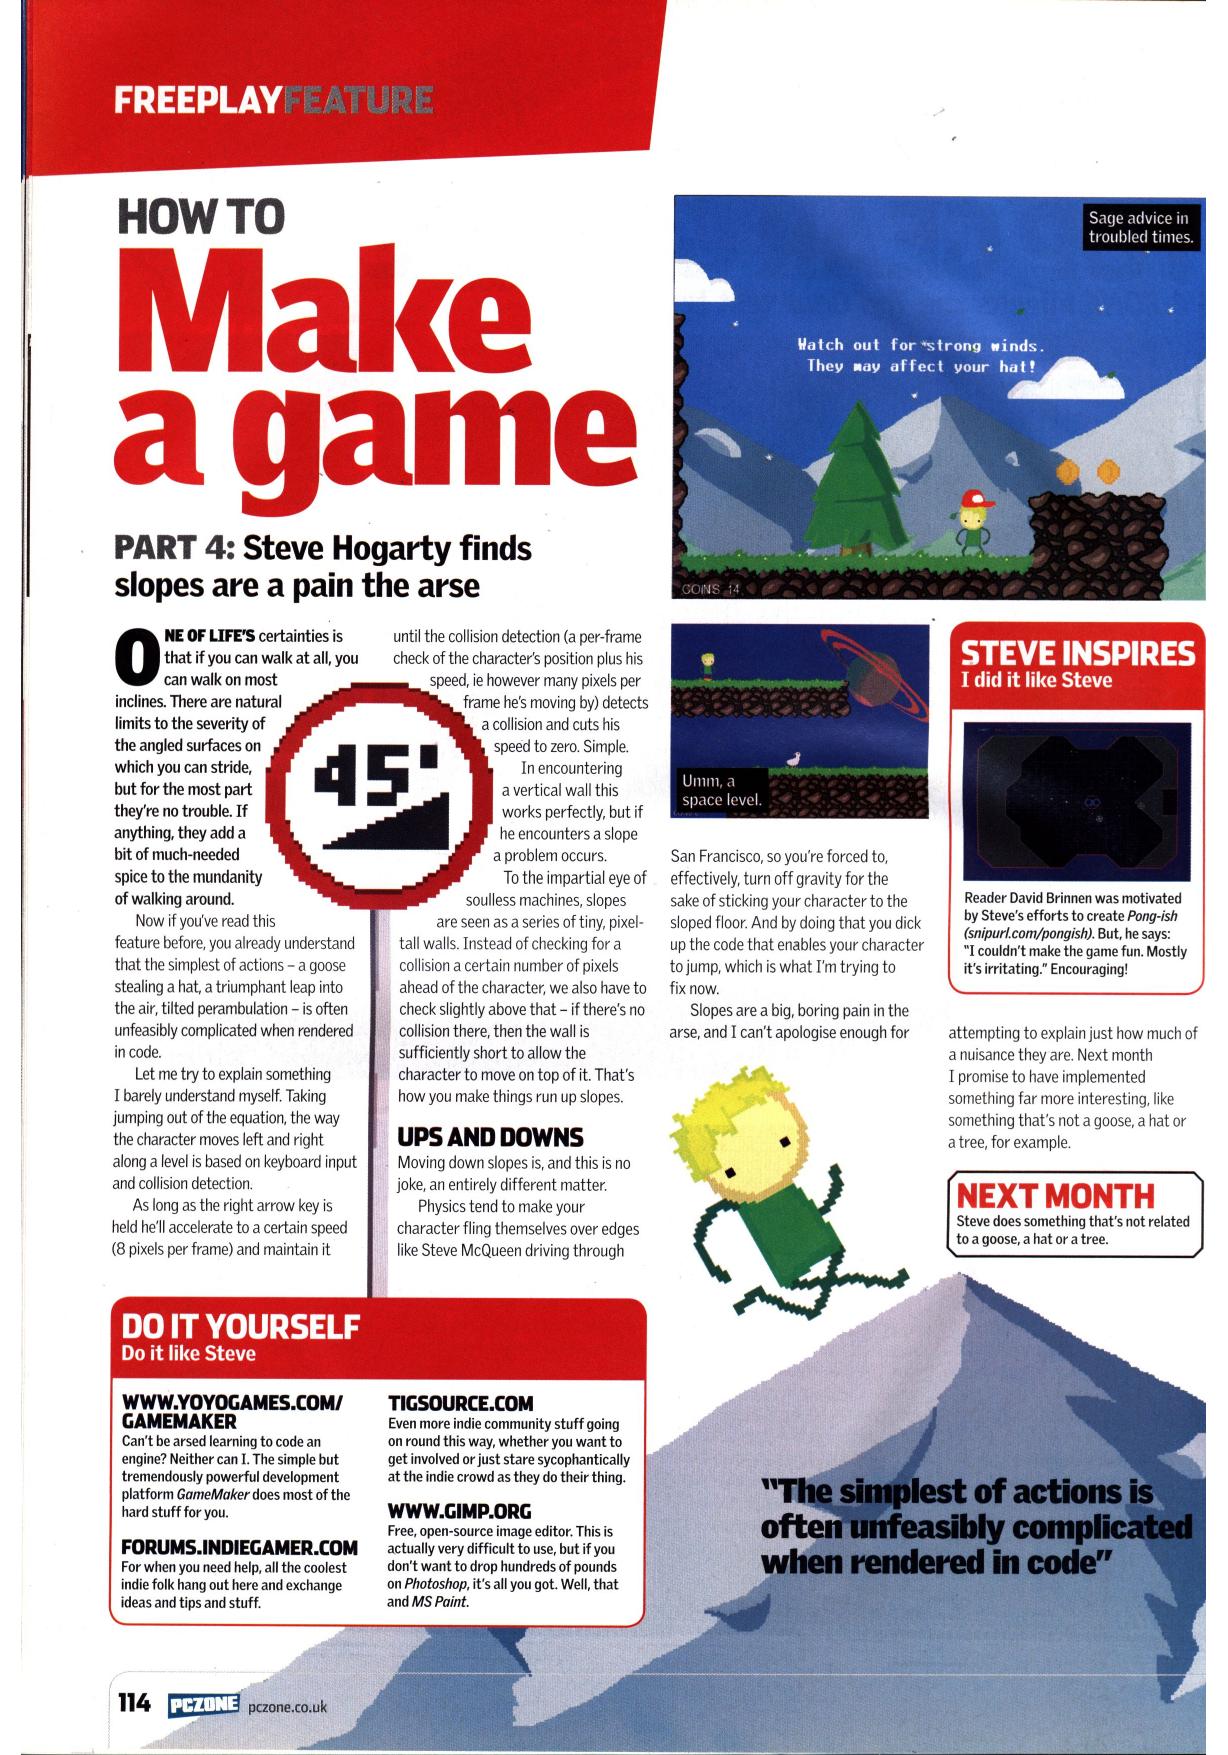 FREEPLAYFEATURE
HOW TO
Make
a game
PART 4: Steve Hogarty finds
slopes are a pain the arse
ONE OF LIFE'S certainties is
that if you can walk at all, you
can walk on most
inclines. There are natural
limits to the severity of
the angled surfaces on
which you can stride,
but for the most part
they're no trouble. If
anything, they add a
bit of much-needed
spice to the mundanity
of walking around.
Now if you've read this
feature before, you already understand
that the simplest of actions – a goose
stealing a hat, a triumphant leap into
the air, tilted perambulation – is often
unfeasibly complicated when rendered
in code.
Let me try to explain something
I barely understand myself. Taking
jumping out of the equation, the way
the character moves left and right
along a level is based on keyboard input
and collision detection.
As long as the right arrow key is
held he'll accelerate to a certain speed
(8 pixels per frame) and maintain it
45'
until the collision detection (a per-frame
check of the character's position plus his
speed, ie however many pixels per
frame he's moving by) detects
a collision and cuts his
speed to zero. Simple.
In encountering
a vertical wall this
works perfectly, but if
he encounters a slope
a problem occurs.
To the impartial eye of
soulless machines, slopes
are seen as a series of tiny, pixel-
tall walls. Instead of checking for a
collision a certain number of pixels
ahead of the character, we also have to
check slightly above that – if there's no
collision there, then the wall is
sufficiently short to allow the
character to move on top of it. That's
how you make things run up slopes.
UPS AND DOWNS
Moving down slopes is, and this is no
joke, an entirely different matter.
Physics tend to make your
character fling themselves over edges
like Steve McQueen driving through
Sage advice in
troubled times.
Watch out for strong winds.
They may affect your hat!
COINS 14
Umm, a
space level.
San Francisco, so you're forced to,
effectively, turn off gravity for the
sake of sticking your character to the
sloped floor. And by doing that you dick
up the code that enables your character
to jump, which is what I'm trying to
fix now.
Slopes are a big, boring pain in the
arse, and I can't apologise enough for
STEVE INSPIRES
I did it like Steve
Reader David Brinnen was motivated
by Steve's efforts to create Pong-ish
(snipurl.com/pongish). But, he says:
"I couldn't make the game fun. Mostly
it's irritating." Encouraging!
attempting to explain just how much of
a nuisance they are. Next month
I promise to have implemented
something far more interesting, like
something that's not a goose, a hat or
a tree, for example.
NEXT MONTH
Steve does something that's not related
to a goose, a hat or a tree.
DO IT YOURSELF
Do it like Steve
WWW.YOYOGAMES.COM/
GAMEMAKER
Can't be arsed learning to code an
engine? Neither can I. The simple but
tremendously powerful development
platform GameMaker does most of the
hard stuff for you.
FORUMS.INDIEGAMER.COM
For when you need help, all the coolest
indie folk hang out here and exchange
ideas and tips and stuff.
TIGSOURCE.COM
Even more indie community stuff going
on round this way, whether you want to
get involved or just stare sycophantically
at the indie crowd as they do their thing.
WWW.GIMP.ORG
Free, open-source image editor. This is
actually very difficult to use, but if you
don't want to drop hundreds of pounds
on Photoshop, it's all you got. Well, that
and MS Paint.
"The simplest of actions is
often unfeasibly complicated
when rendered in code"
114 PCZONE pczone.co.uk